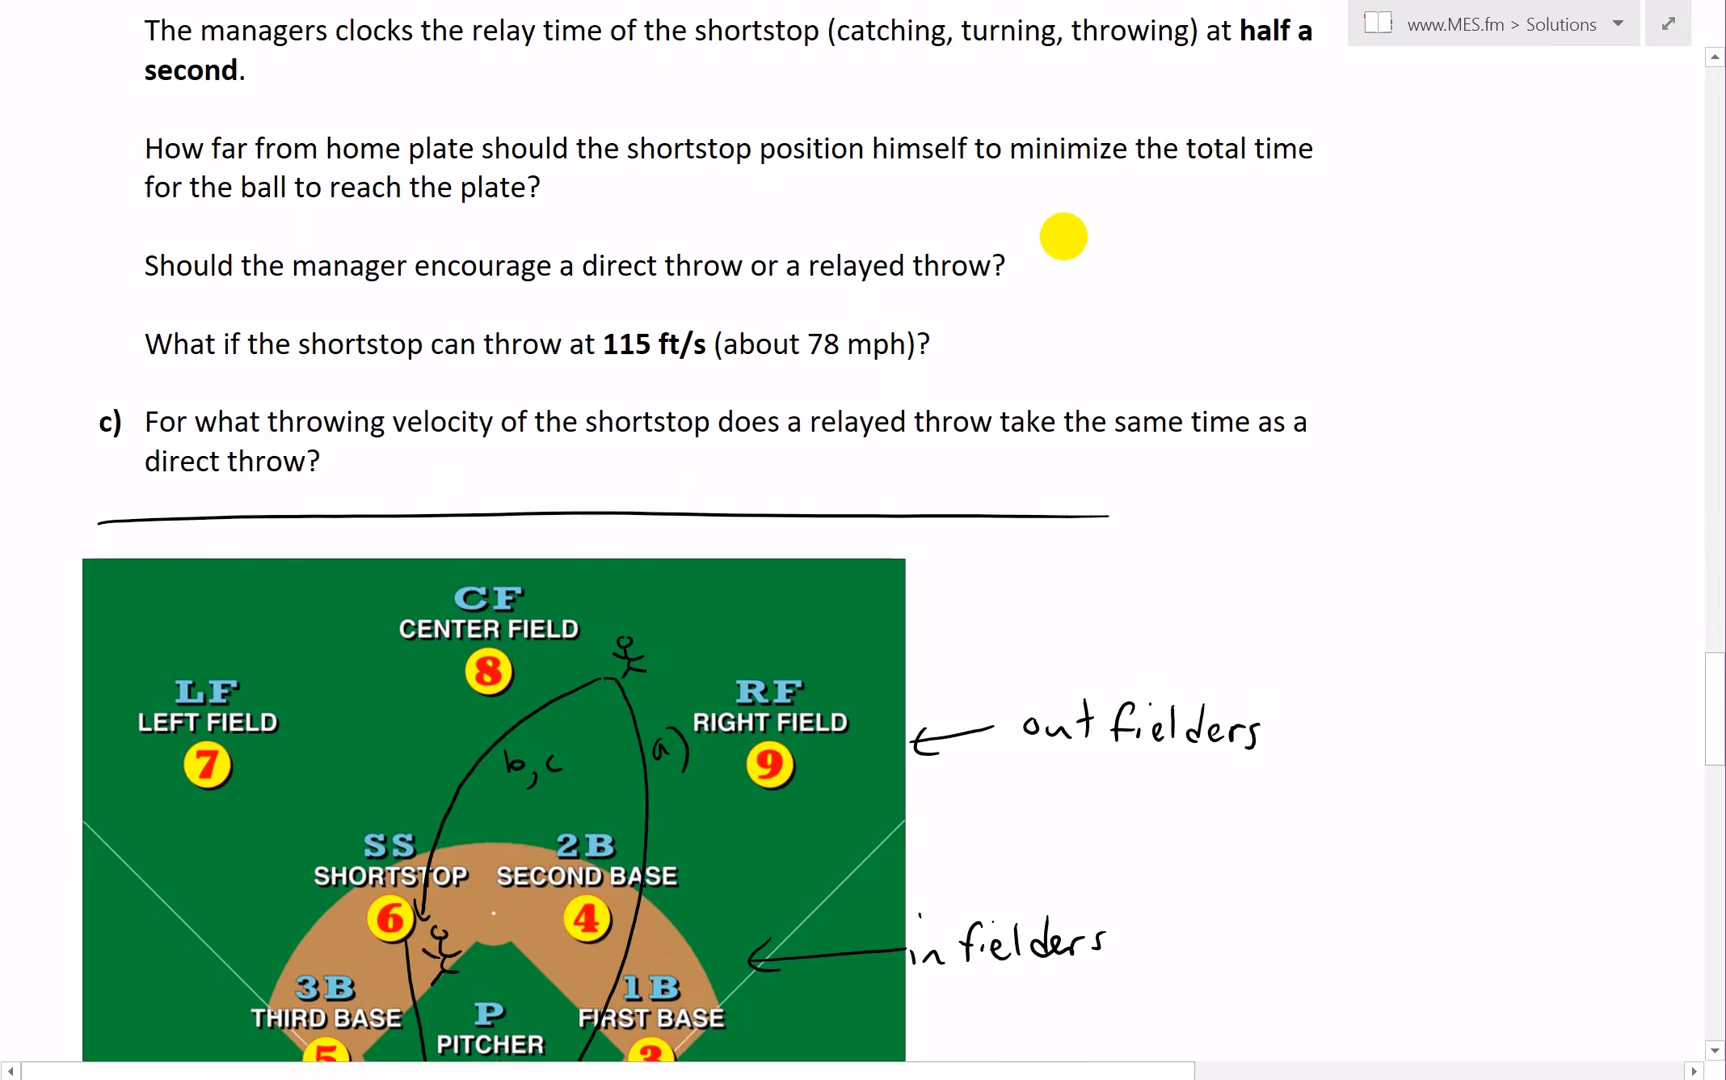 The managers clocks the relay time of the shortstop (catching, turning, throwing) at half a
second.
www.MES.fm > Solutions
How far from home plate should the shortstop position himself to minimize the total time
for the ball to reach the plate?
Should the manager encourage a direct throw or a relayed throw?
What if the shortstop can throw at 115 ft/s (about 78 mph)?
c) For what throwing velocity of the shortstop does a relayed throw take the same time as a
direct throw?
CF
CENTER FIELD
8
LF
LEFT FIELD
7
RF
RIGHT FIELD
9
outfielders
b, c
a)
SS
SHORTSTOP
6
2B
SECOND BASE
4
infielders
3B
THIRD BASE
5
P
PITCHER
1B
FIRST BASE
3